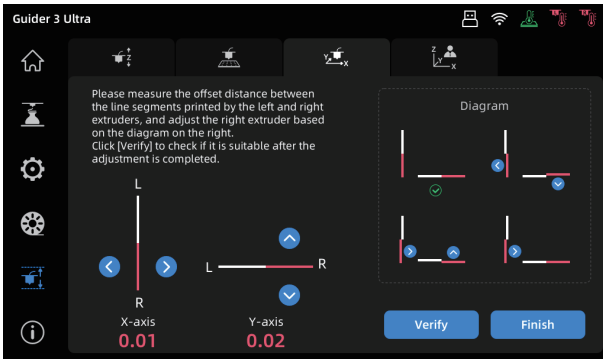 Guider 3 Ultra
L
R
Z
Y
X
Z
Y
X
Please measure the offset distance between
the line segments printed by the left and right
extruders, and adjust the right extruder based
on the diagram on the right.
Click [Verify] to check if it is suitable after the
adjustment is completed.
Diagram
L
R
L
R
X-axis
0.01
Y-axis
0.02
Verify
Finish